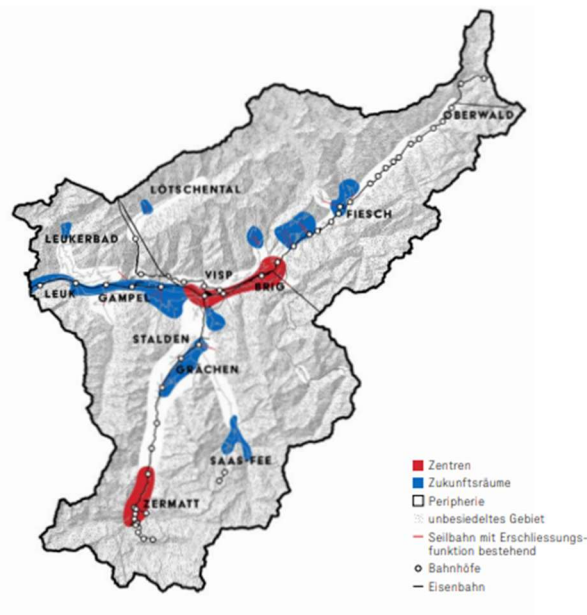 OBERWALD
LÖTSCHENTAL
FIESCH
LEUKERBAD
VISP
BRIG
LEUK
GAMPEL
STALDEN
GRÄCHEN
SAAS-FEE
ZERMATT
Zentren
Zukunftsräume
Peripherie
unbesiedeltes Gebiet
Seilbahn mit Erschliessungs-
funktion bestehend
Bahnhöfe
Eisenbahn